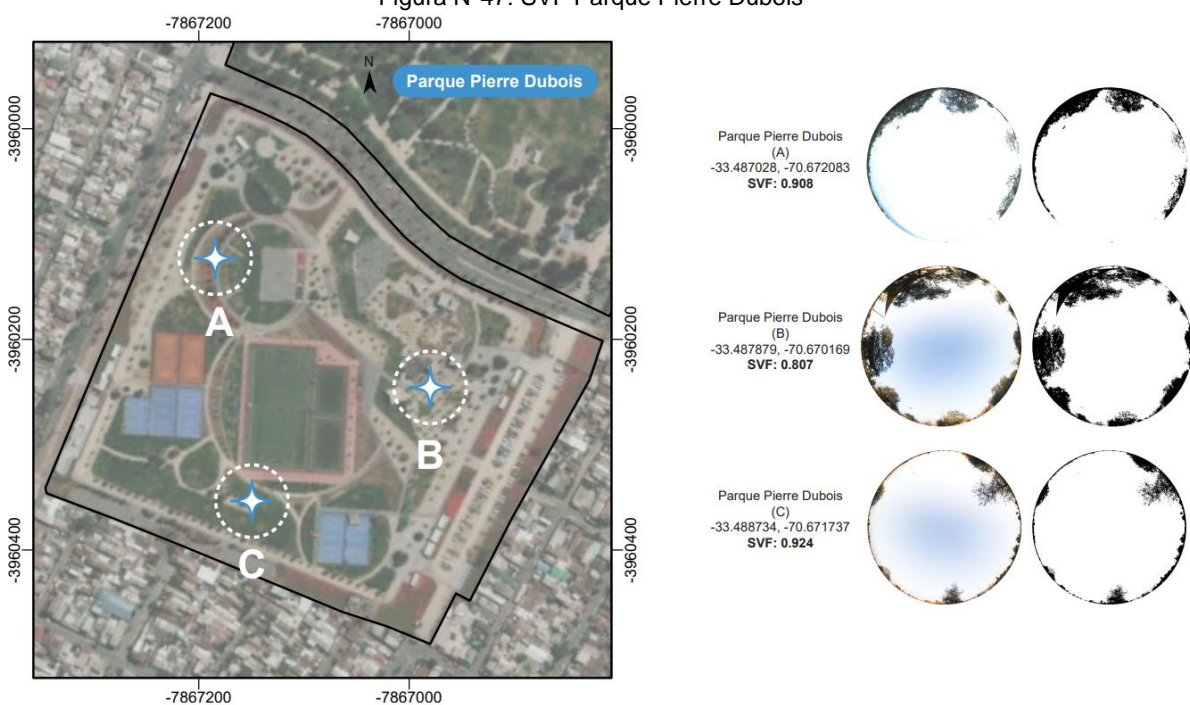 Figura N°47: SVF Parque Pierre Dubois
-7867200
-7867000
N
Parque Pierre Dubois
-3960000
-3960000
-3960200
-3960200
-3960400
-3960400
A
B
C
-7867200
-7867000
Parque Pierre Dubois
(A)
-33.487028, -70.672083
SVF: 0.908
Parque Pierre Dubois
(B)
-33.487879, -70.670169
SVF: 0.807
Parque Pierre Dubois
(C)
-33.488734, -70.671737
SVF: 0.924